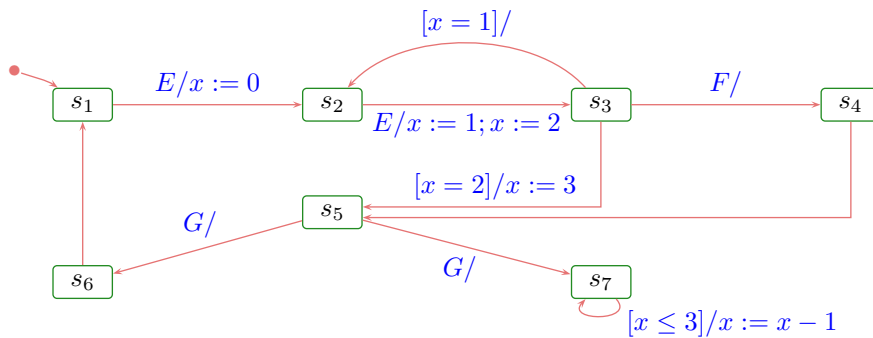 [x = 1]/
E/x := 0
F/
s₁
s₂
s₃
s₄
E/x := 1; x := 2
[x = 2]/x := 3
s₅
G/
G/
s₆
s₇
[x ≤ 3]/x := x − 1